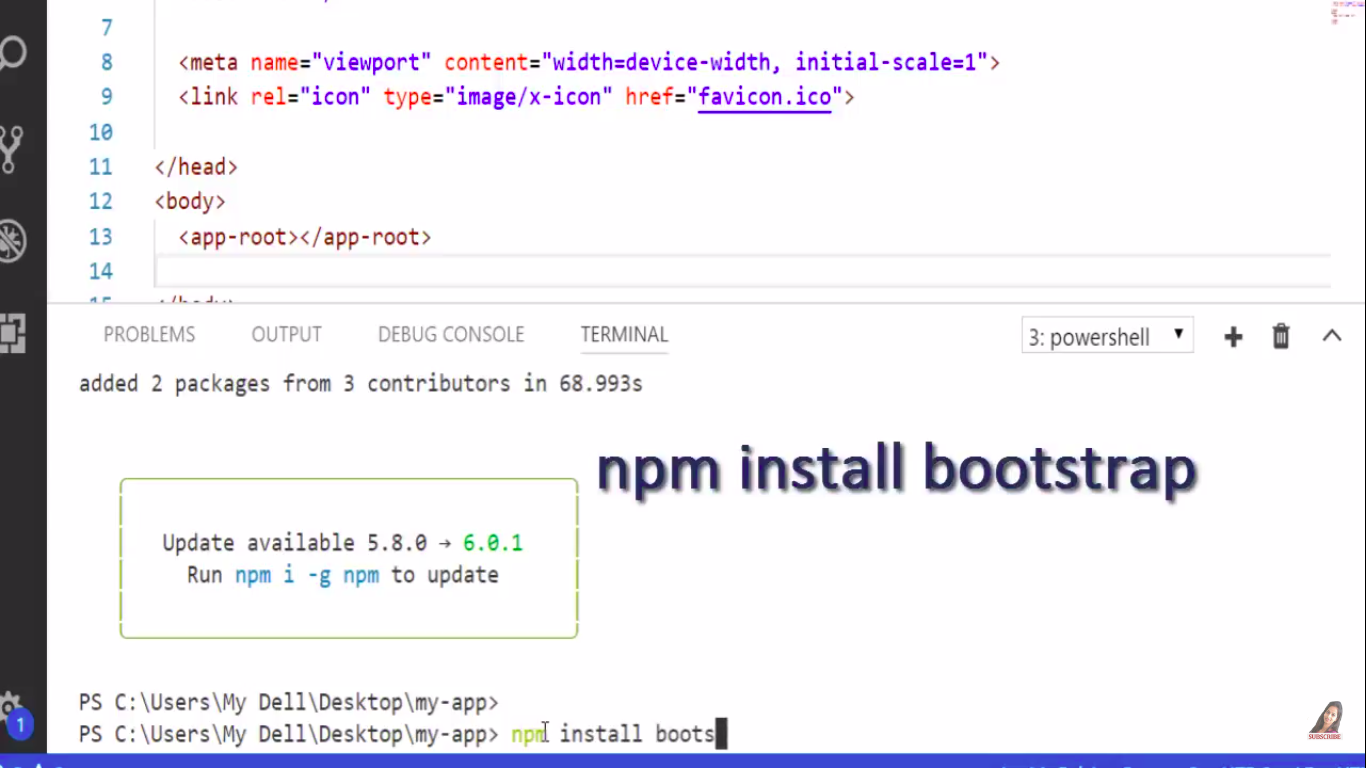 7
8 <meta name="viewport" content="width=device-width, initial-scale=1">
9 <link rel="icon" type="image/x-icon" href="favicon.ico">
10
11 </head>
12 <body>
13 <app-root></app-root>
14
15 </body>
PROBLEMS OUTPUT DEBUG CONSOLE TERMINAL 3: powershell
added 2 packages from 3 contributors in 68.993s
npm install bootstrap
Update available 5.8.0 → 6.0.1
Run npm i -g npm to update
PS C:\Users\My Dell\Desktop\my-app>
PS C:\Users\My Dell\Desktop\my-app> npm install boots
1
SUBSCRIBE